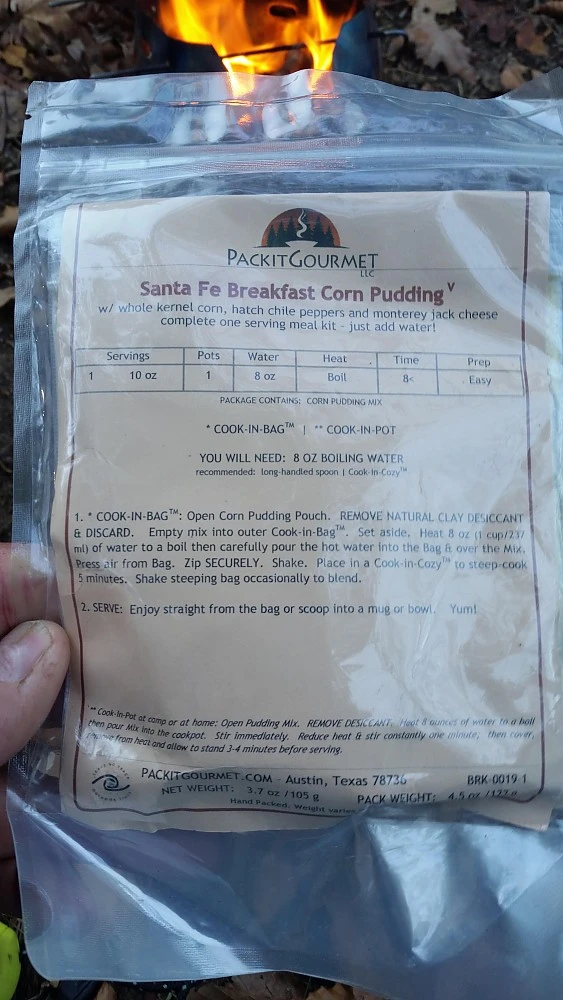 PACKITGOURMET
LLC
Santa Fe Breakfast Corn Pudding V
w/ whole kernel corn, hatch chile peppers and monterey jack cheese
complete one serving meal kit - just add water!
Servings Pots Water Heat Time Prep
1 10 oz 1 8 oz Boil 8< Easy
PACKAGE CONTAINS: CORN PUDDING MIX
* COOK-IN-BAG™ | ** COOK-IN-POT
YOU WILL NEED: 8 OZ BOILING WATER
recommended: long-handled spoon | Cook-in-Cozy™
1. * COOK-IN-BAG™: Open Corn Pudding Pouch. REMOVE NATURAL CLAY DESICCANT
& DISCARD. Empty mix into outer Cook-in-Bag™. Set aside. Heat 8 oz (1 cup/237
ml) of water to a boil then carefully pour the hot water into the Bag & over the Mix.
Press air from Bag. Zip SECURELY. Shake. Place in a Cook-in-Cozy™ to steep-cook
5 minutes. Shake steeping bag occasionally to blend.
2. SERVE: Enjoy straight from the bag or scoop into a mug or bowl. Yum!
** Cook-in-Pot at camp or at home: Open Pudding Mix. REMOVE DESICCANT. Heat 8 ounces of water to a boil
then pour Mix into the cookpot. Stir immediately. Reduce heat & stir constantly one minute; then cover,
remove from heat and allow to stand 3-4 minutes before serving.
PACKITGOURMET.COM - Austin, Texas 78736 BRK-0019 1
NET WEIGHT: 3.7 oz /105 g PACK WEIGHT: 4.5 oz
Hand Packed. Weight varies